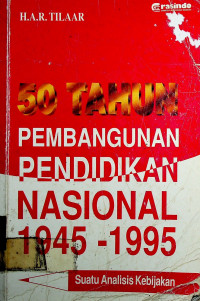 H.A.R. TILAAR
Grasindo
50 TAHUN
PEMBANGUNAN
PENDIDIKAN
NASIONAL
1945 - 1995
Suatu Analisis Kebijakan